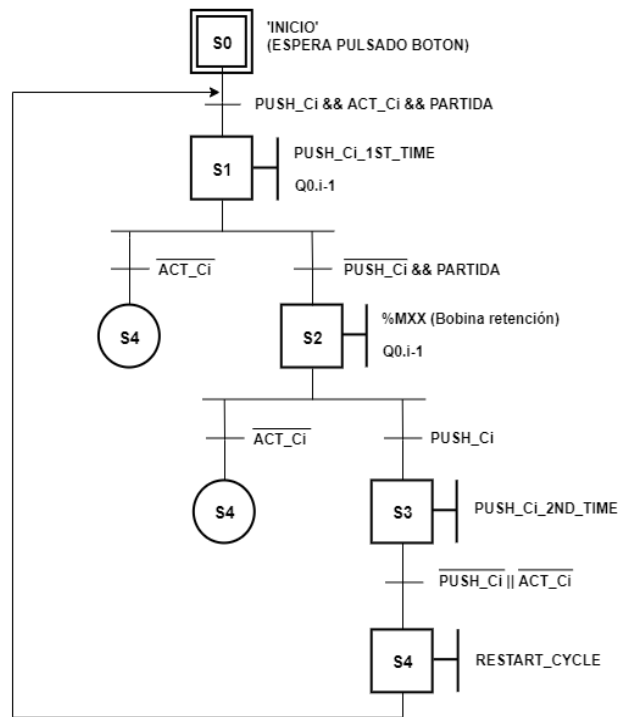 'INICIO'
S0
(ESPERA PULSADO BOTON)
PUSH_Ci && ACT_Ci && PARTIDA
PUSH_Ci_1ST_TIME
S1
Q0.i-1
ACT_Ci
PUSH_Ci && PARTIDA
%MXX (Bobina retención)
S4
S2
Q0.i-1
ACT_Ci
PUSH_Ci
S4
S3
PUSH_Ci_2ND_TIME
PUSH_Ci || ACT_Ci
S4
RESTART_CYCLE